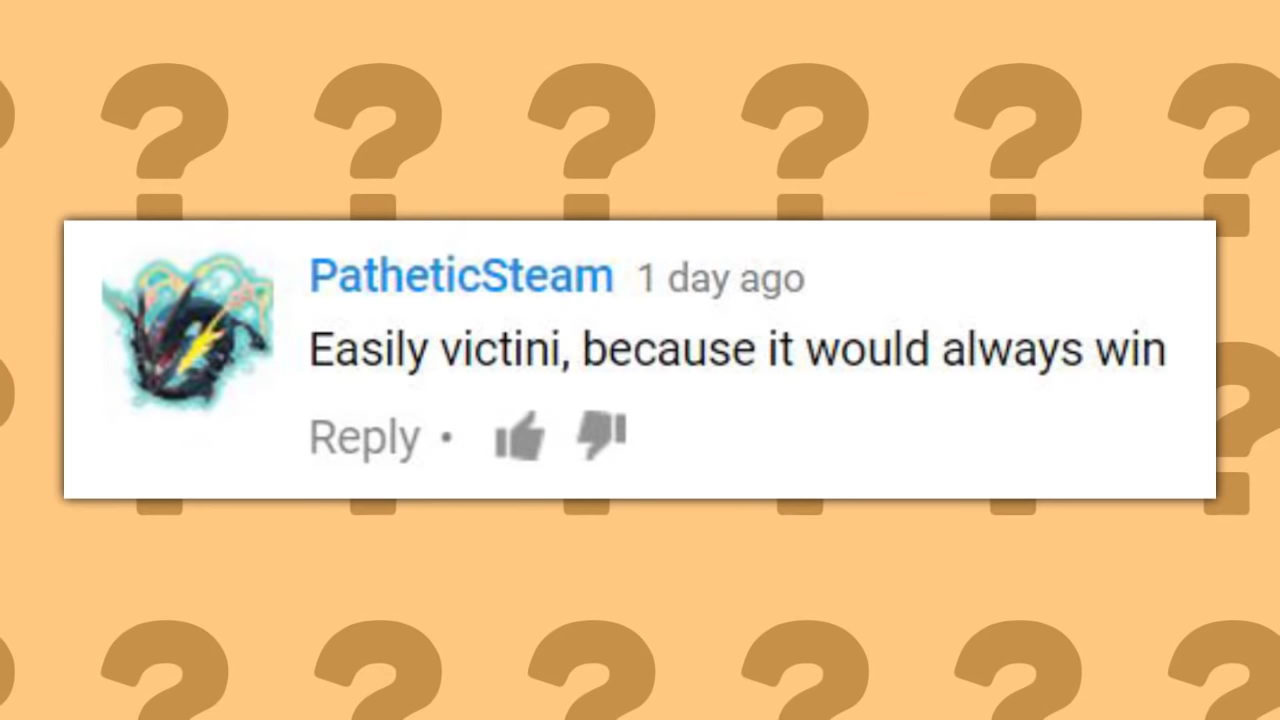 PatheticSteam 1 day ago
Easily victini, because it would always win
Reply •